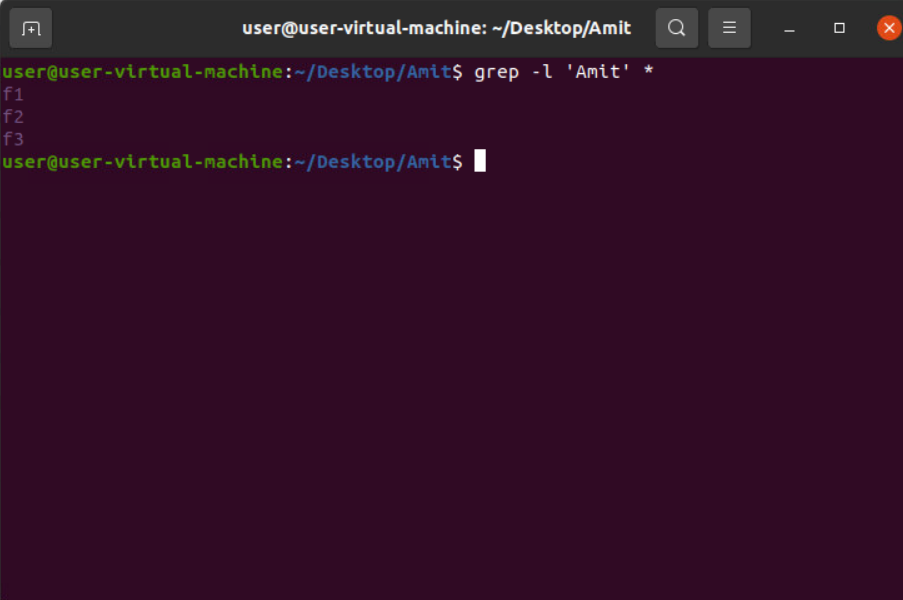 user@user-virtual-machine: ~/Desktop/Amit
user@user-virtual-machine:~/Desktop/Amit$ grep -l 'Amit' *
f1
f2
f3
user@user-virtual-machine:~/Desktop/Amit$